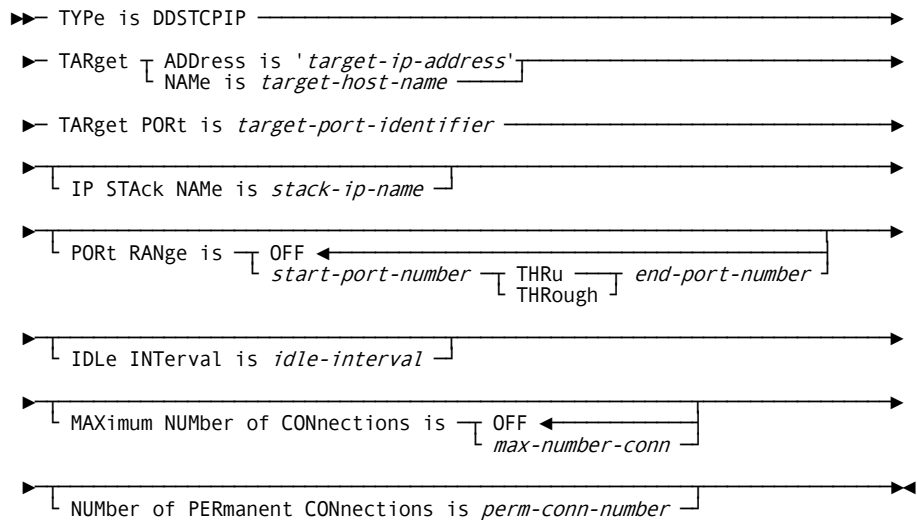 TYPe is DDSTCPIP
TARget ADDress is 'target-ip-address'
NAMe is target-host-name
TARget PORt is target-port-identifier
IP STAck NAMe is stack-ip-name
PORt RANge is OFF
start-port-number THRu end-port-number
THRough
IDLe INTerval is idle-interval
MAXimum NUMber of CONnections is OFF
max-number-conn
NUMber of PERmanent CONnections is perm-conn-number